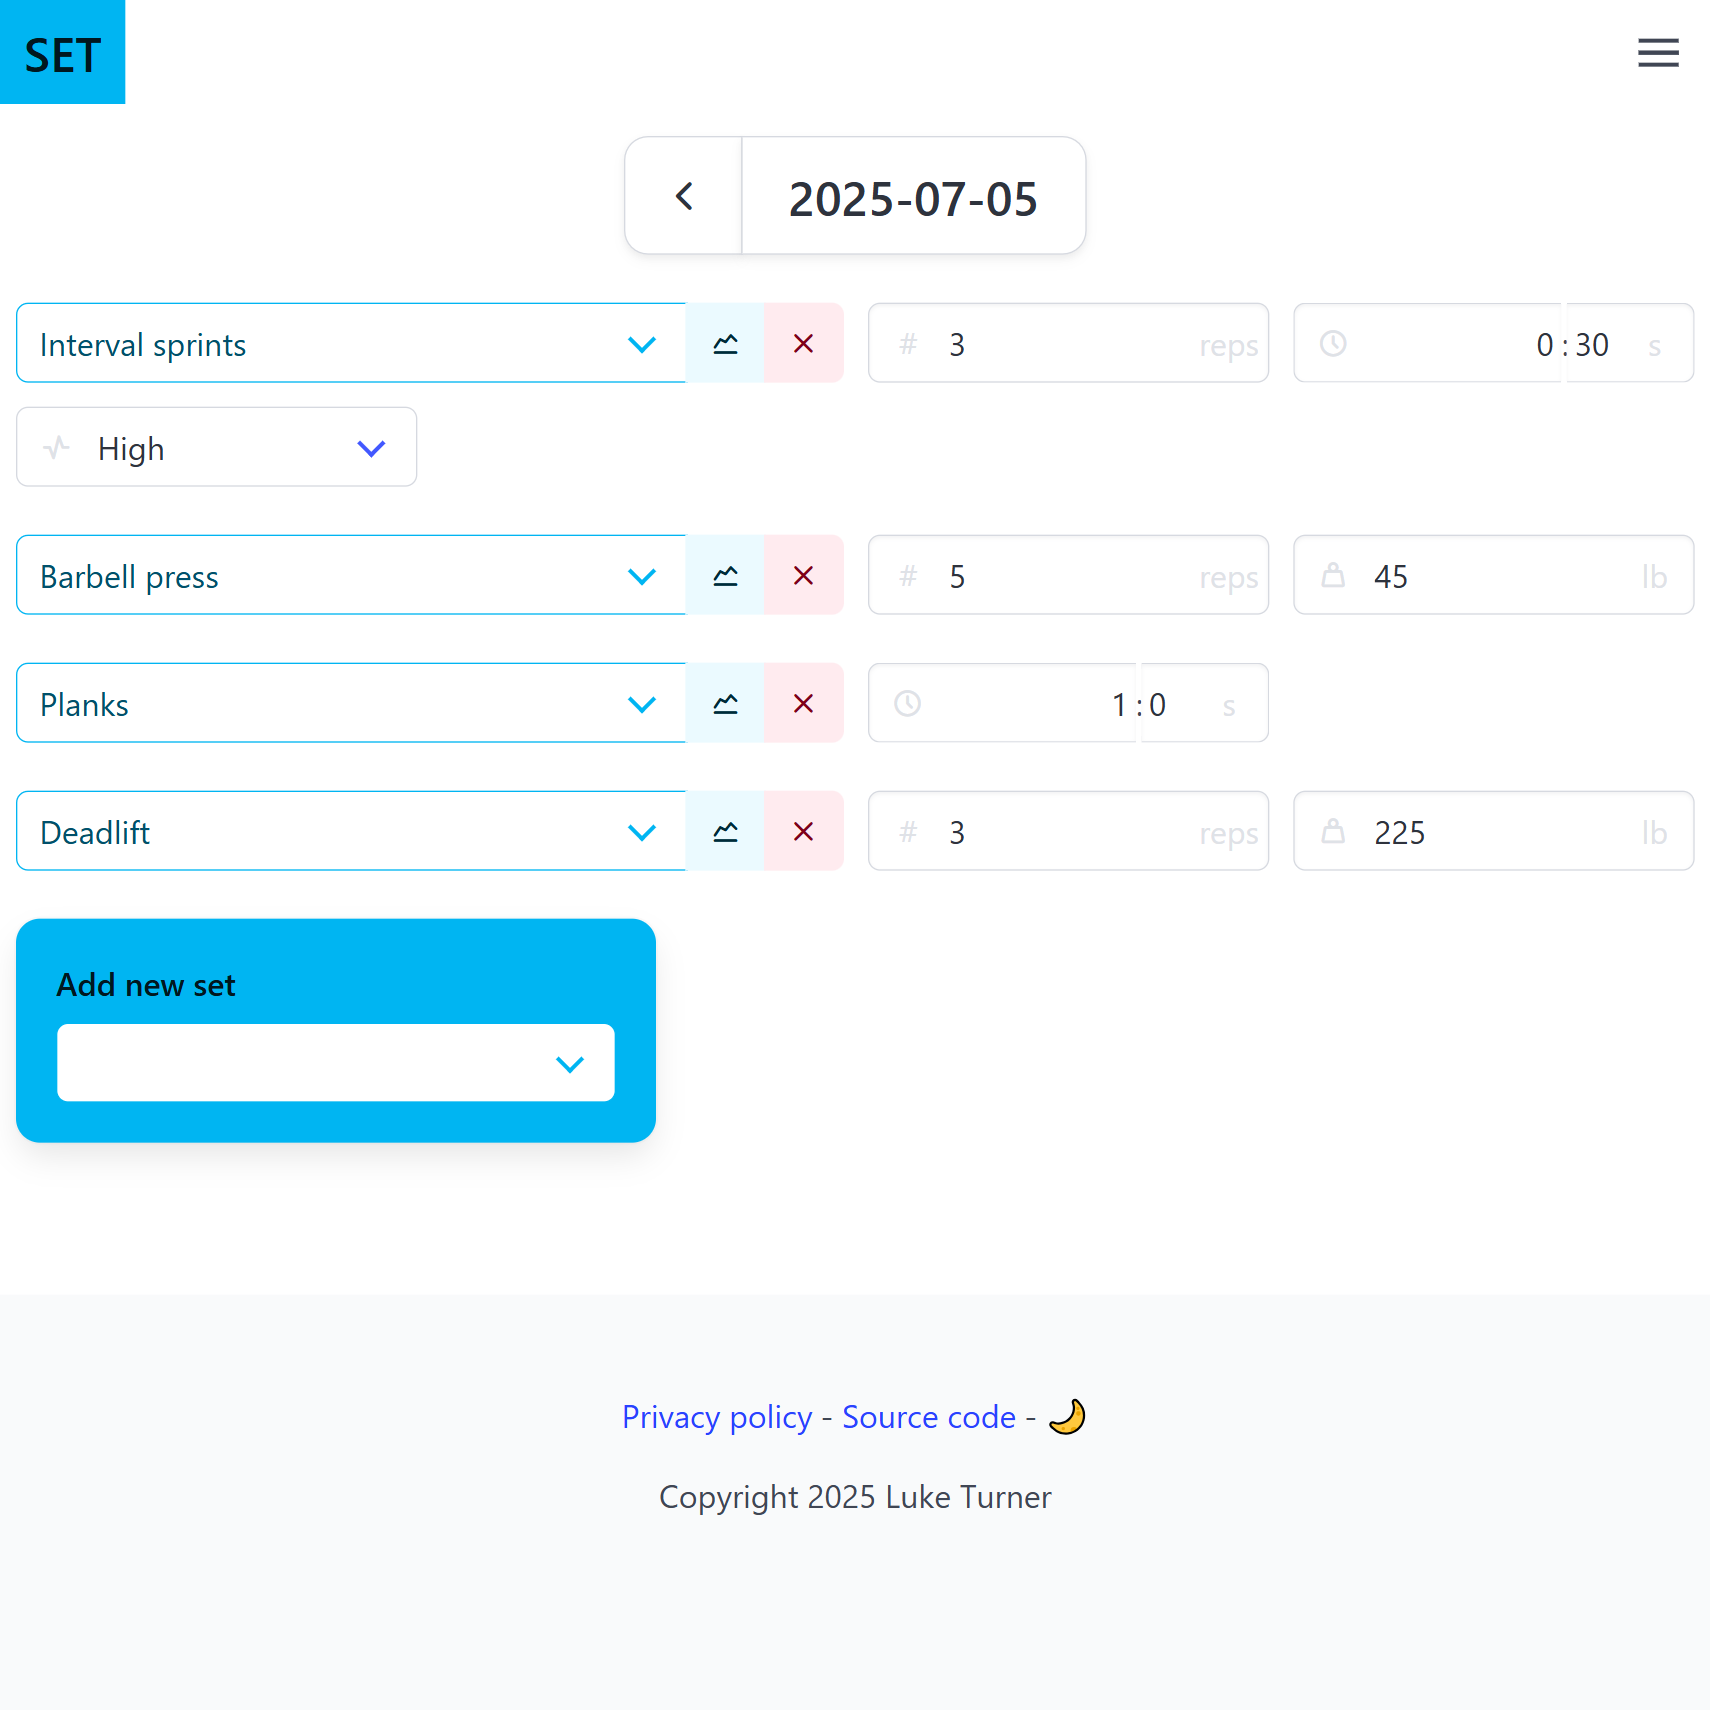 SET
2025-07-05
Interval sprints # 3 reps 0 : 30 s
High
Barbell press # 5 reps 45 lb
Planks 1 : 0 s
Deadlift # 3 reps 225 lb
Add new set
Privacy policy - Source code - 🌙
Copyright 2025 Luke Turner